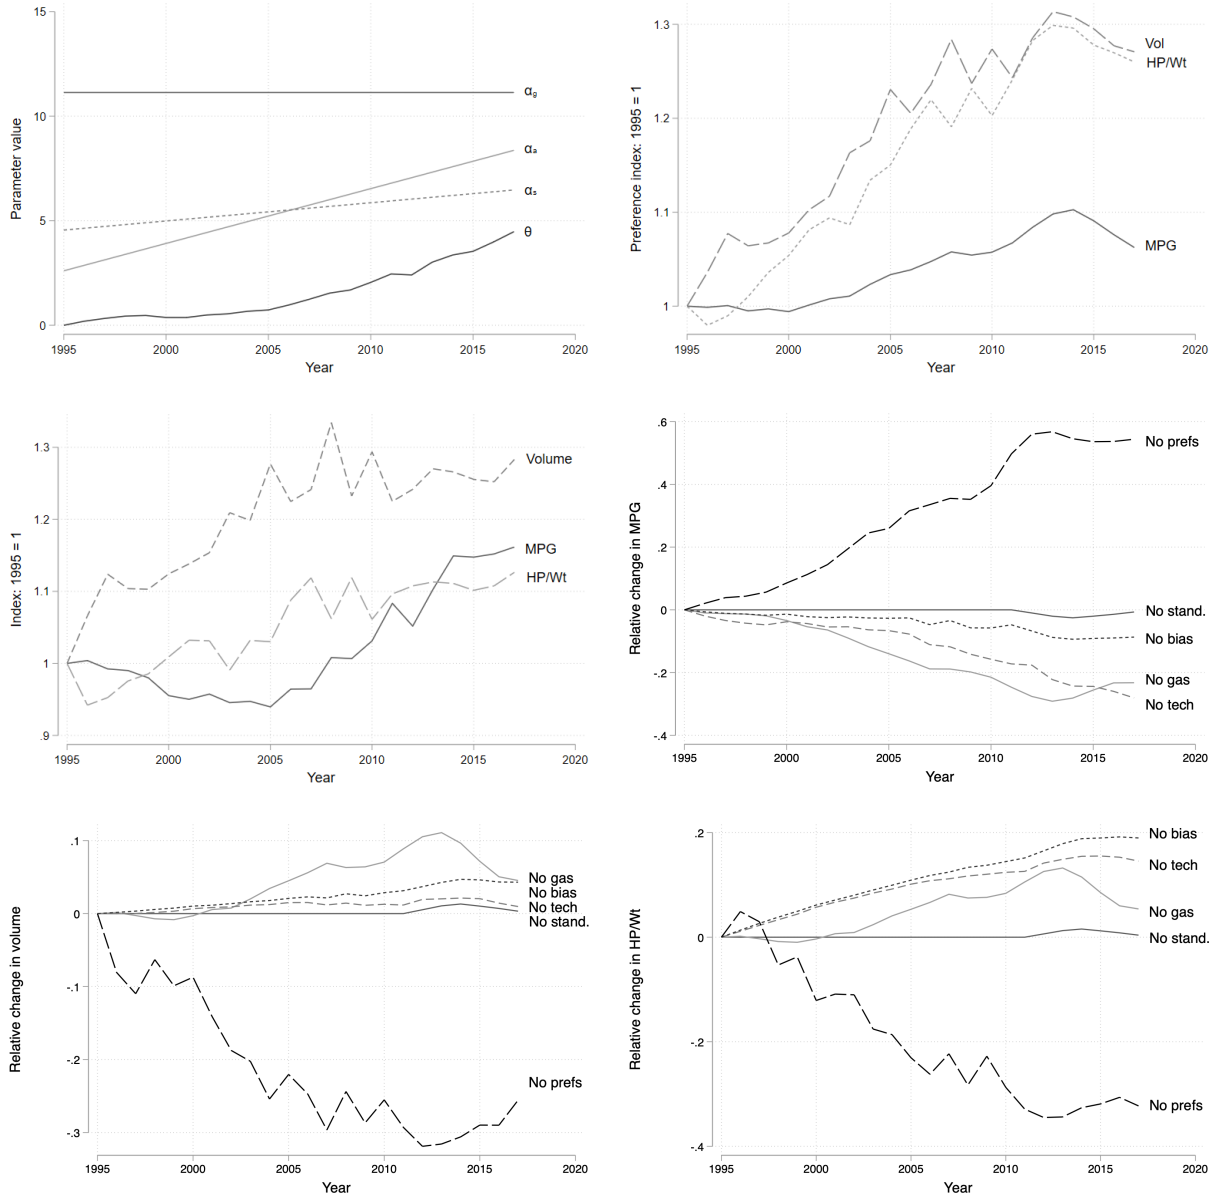 Parameter value
15
10
5
0
αg
αa
αs
θ
1995
2000
2005
2010
2015
2020
Year
Preference index: 1995 = 1
1.3
1.2
1.1
1
Vol
HP/Wt
MPG
1995
2000
2005
2010
2015
2020
Year
Index: 1995 = 1
1.3
1.2
1.1
1
.9
Volume
MPG
HP/Wt
1995
2000
2005
2010
2015
2020
Year
Relative change in MPG
.6
.4
.2
0
-.2
-.4
No prefs
No stand.
No bias
No gas
No tech
1995
2000
2005
2010
2015
2020
Year
Relative change in volume
.1
0
-.1
-.2
-.3
No gas
No bias
No tech
No stand.
No prefs
1995
2000
2005
2010
2015
2020
Year
Relative change in HP/Wt
.2
0
-.2
-.4
No bias
No tech
No gas
No stand.
No prefs
1995
2000
2005
2010
2015
2020
Year